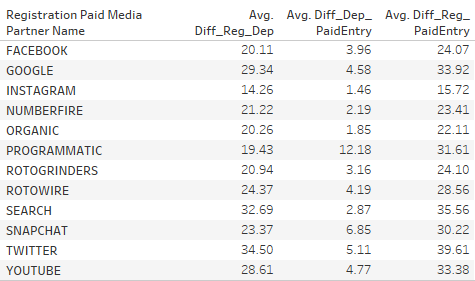 Registration Paid Media Avg. Avg. Diff_Dep_ Avg. Diff_Reg_
Partner Name Diff_Reg_Dep PaidEntry PaidEntry
FACEBOOK 20.11 3.96 24.07
GOOGLE 29.34 4.58 33.92
INSTAGRAM 14.26 1.46 15.72
NUMBERFIRE 21.22 2.19 23.41
ORGANIC 20.26 1.85 22.11
PROGRAMMATIC 19.43 12.18 31.61
ROTOGRINDERS 20.94 3.16 24.10
ROTOWIRE 24.37 4.19 28.56
SEARCH 32.69 2.87 35.56
SNAPCHAT 23.37 6.85 30.22
TWITTER 34.50 5.11 39.61
YOUTUBE 28.61 4.77 33.38